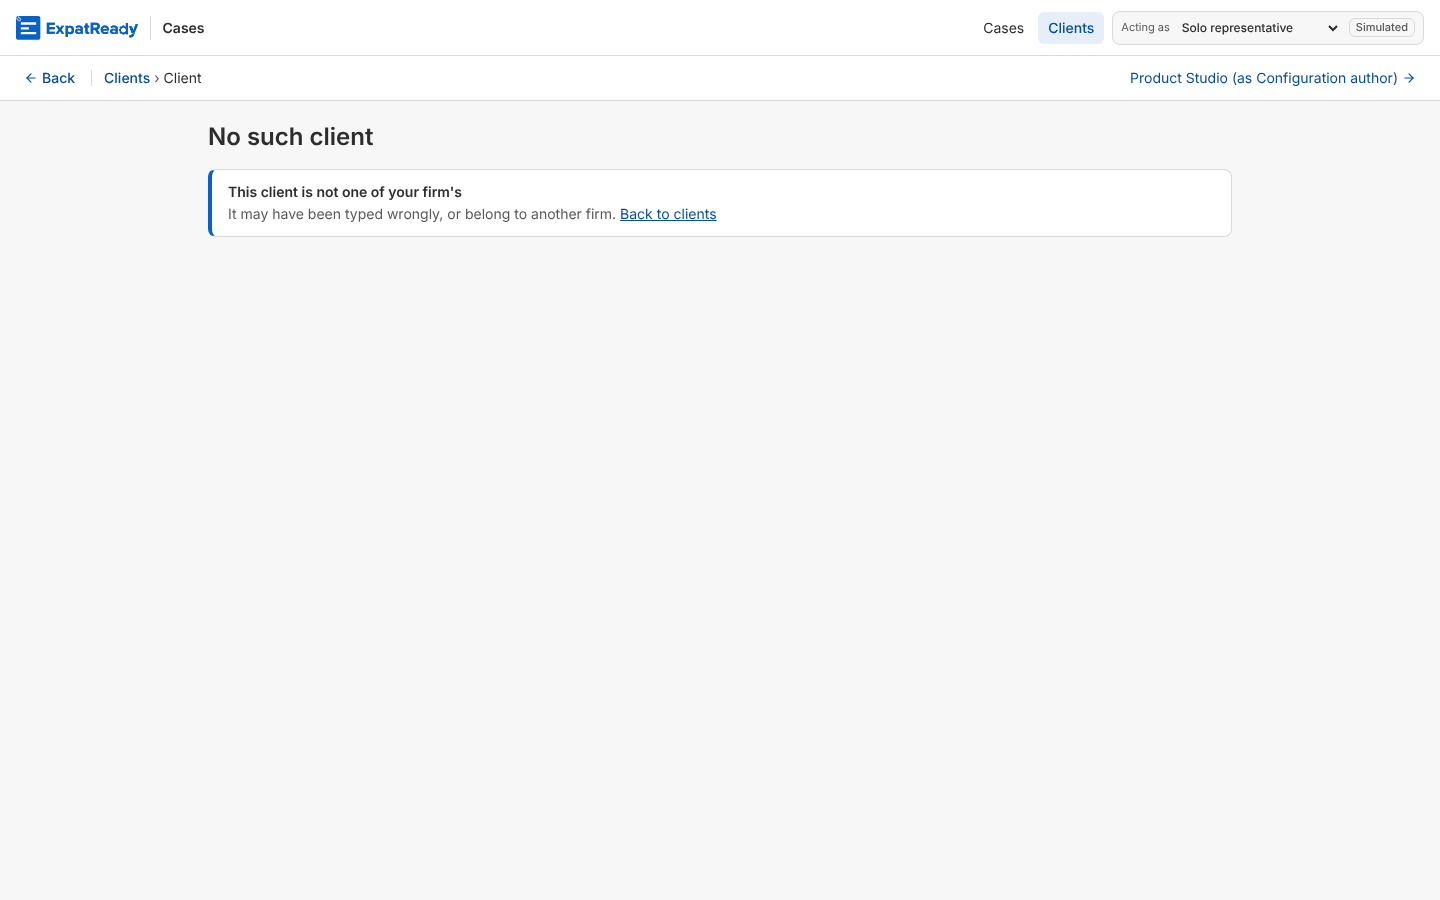 ExpatReady
Cases
Cases
Clients
Acting as
Solo representative
Simulated
← Back
Clients › Client
Product Studio (as Configuration author) →
No such client
This client is not one of your firm's
It may have been typed wrongly, or belong to another firm. Back to clients